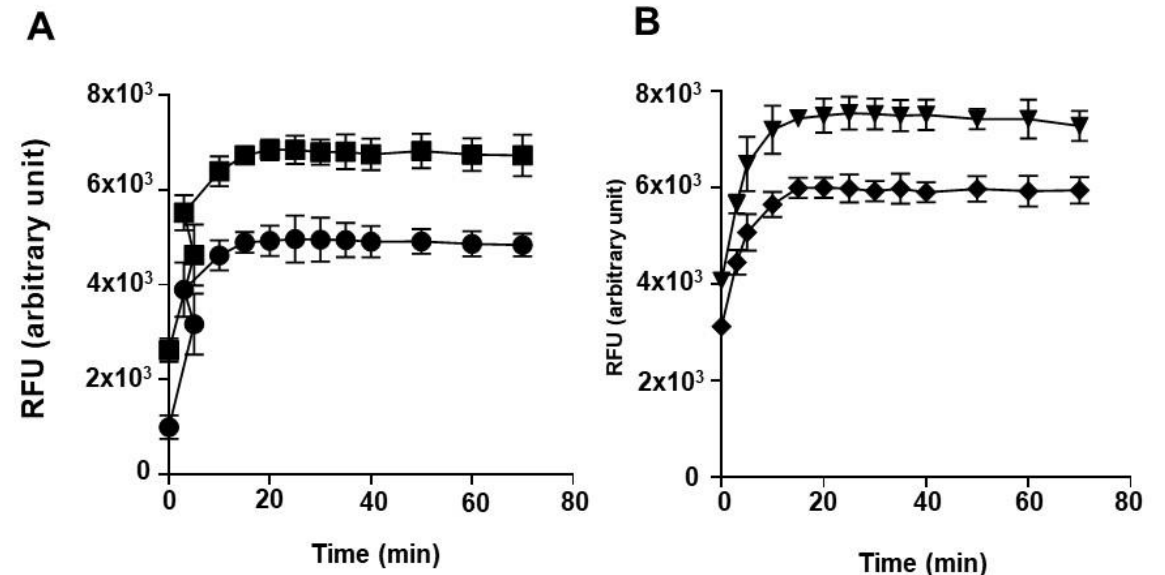 A
8x10³
6x10³
4x10³
2x10³
0
RFU (arbitrary unit)
0 20 40 60 80
Time (min)
B
8x10³
6x10³
4x10³
2x10³
0
RFU (arbitrary unit)
0 20 40 60 80
Time (min)